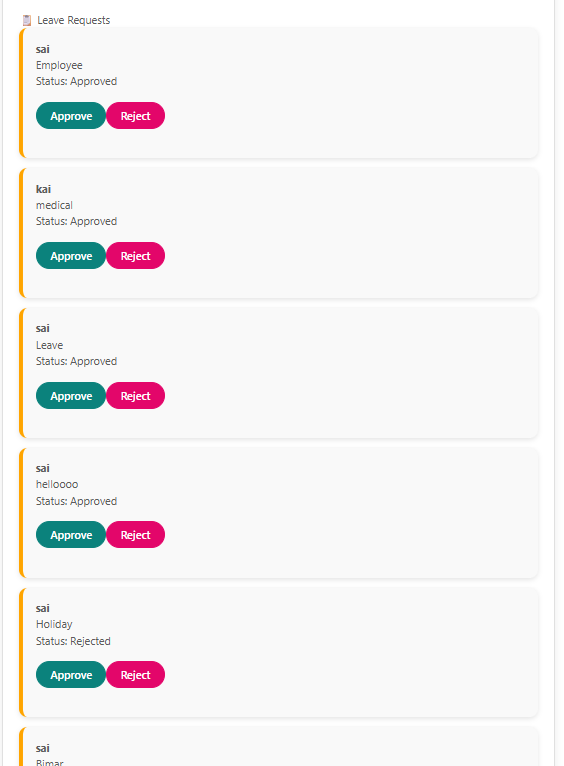 Leave Requests
sai
Employee
Status: Approved
Approve Reject
kai
medical
Status: Approved
Approve Reject
sai
Leave
Status: Approved
Approve Reject
sai
helloooo
Status: Approved
Approve Reject
sai
Holiday
Status: Rejected
Approve Reject
sai
Bimar